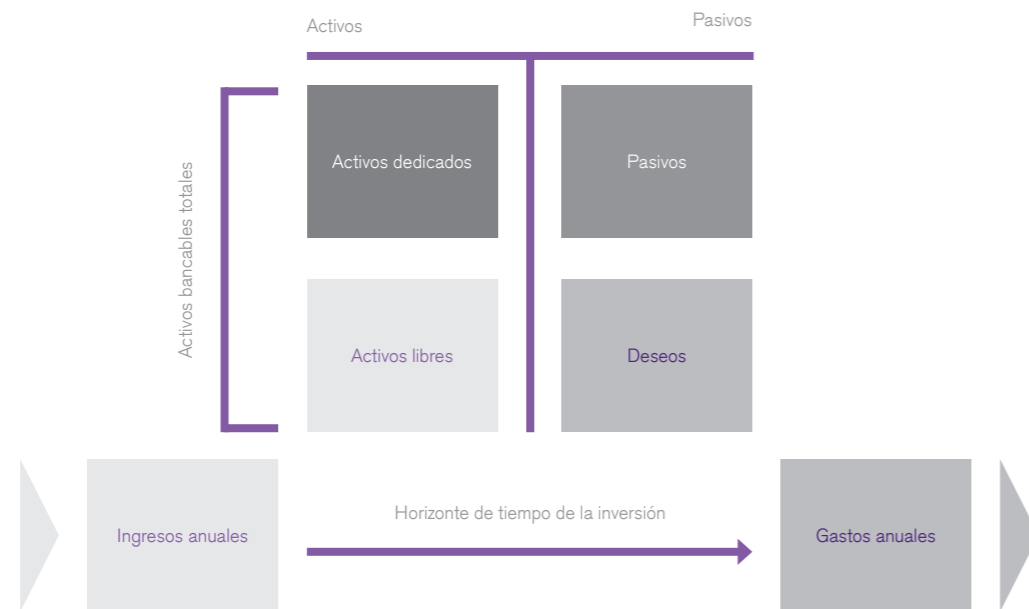 Activos
Pasivos
Activos bancables totales
Activos dedicados
Pasivos
Activos libres
Deseos
Ingresos anuales
Horizonte de tiempo de la inversión
Gastos anuales